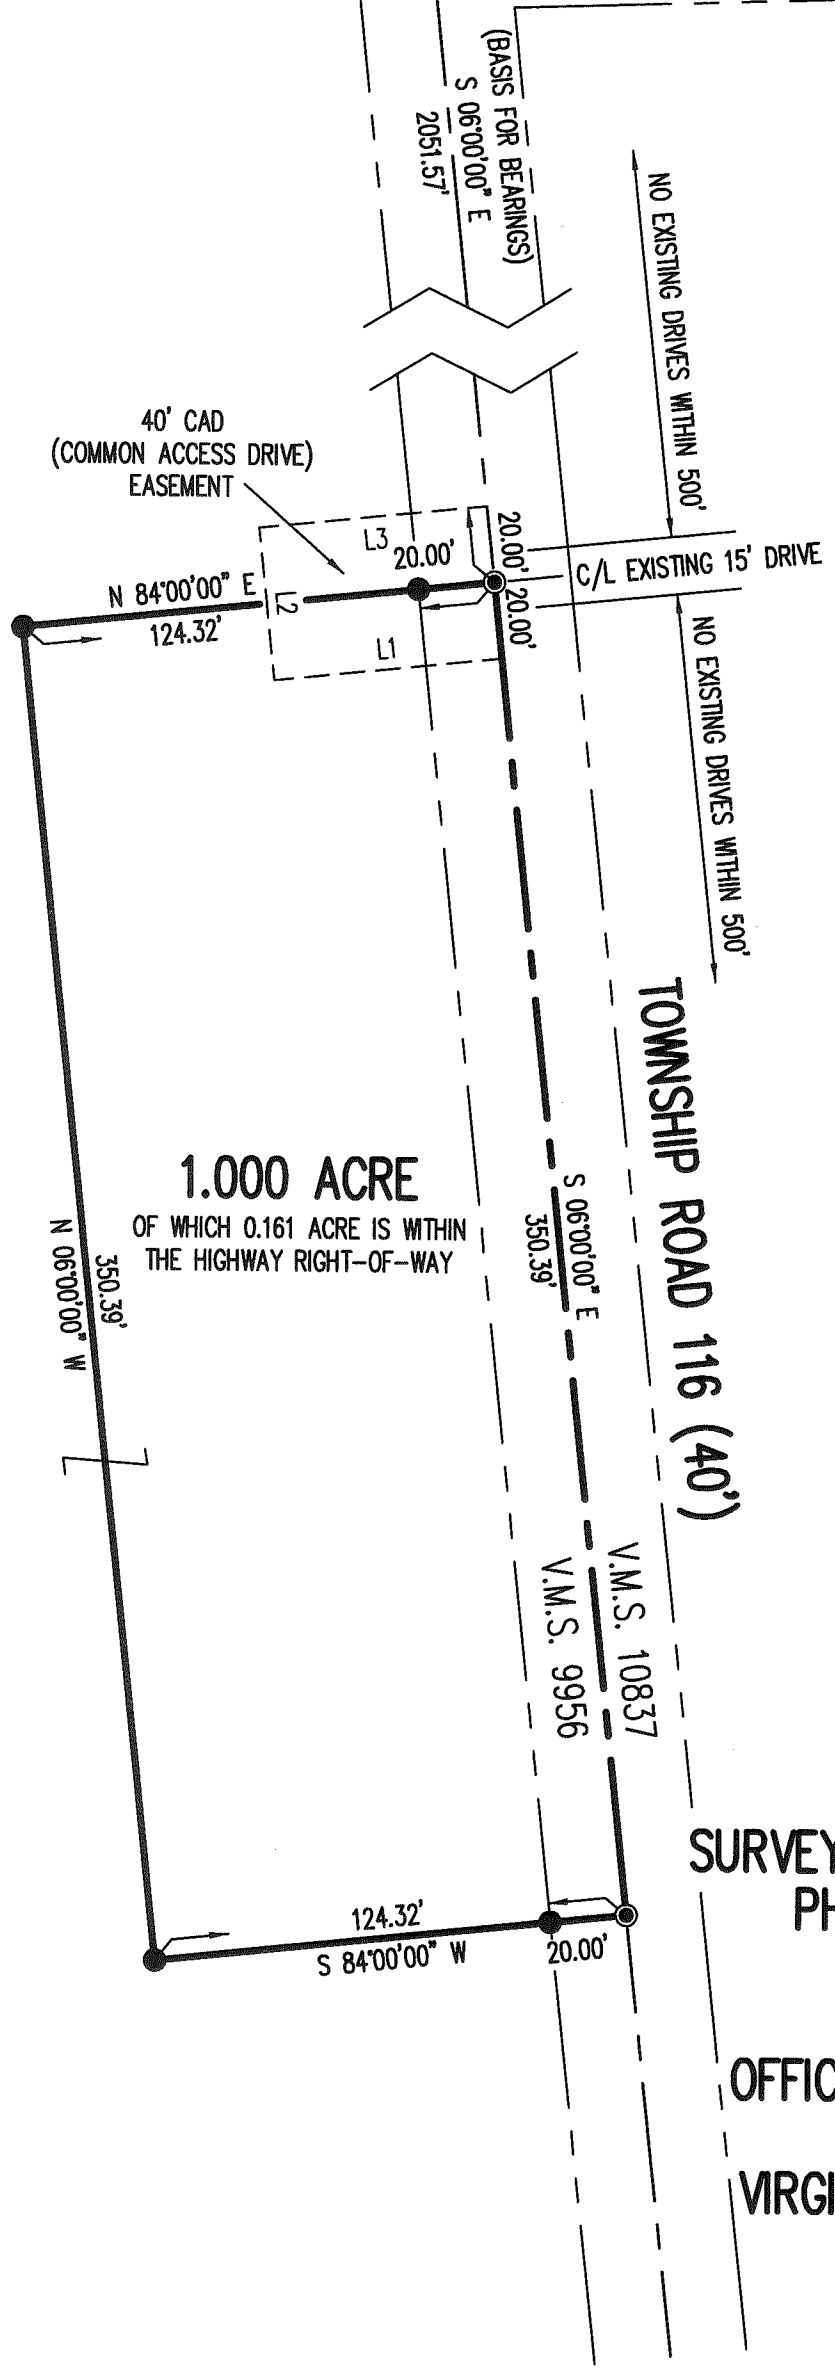 (BASIS FOR BEARINGS)
S 06°00'00" E
2051.57'
NO EXISTING DRIVES WITHIN 500'
40' CAD
(COMMON ACCESS DRIVE)
EASEMENT
L3
20.00'
20.00'
C/L EXISTING 15' DRIVE
N 84°00'00" E
124.32'
L2
20.00'
L1
NO EXISTING DRIVES WITHIN 500'
TOWNSHIP ROAD 116 (40')
1.000 ACRE
OF WHICH 0.161 ACRE IS WITHIN
THE HIGHWAY RIGHT-OF-WAY
S 06°00'00" E
350.39'
350.39'
N 06°00'00" W
V.M.S. 10837
V.M.S. 9956
SURVEY
PH
124.32'
S 84°00'00" W
20.00'
OFFIC
VIRGI